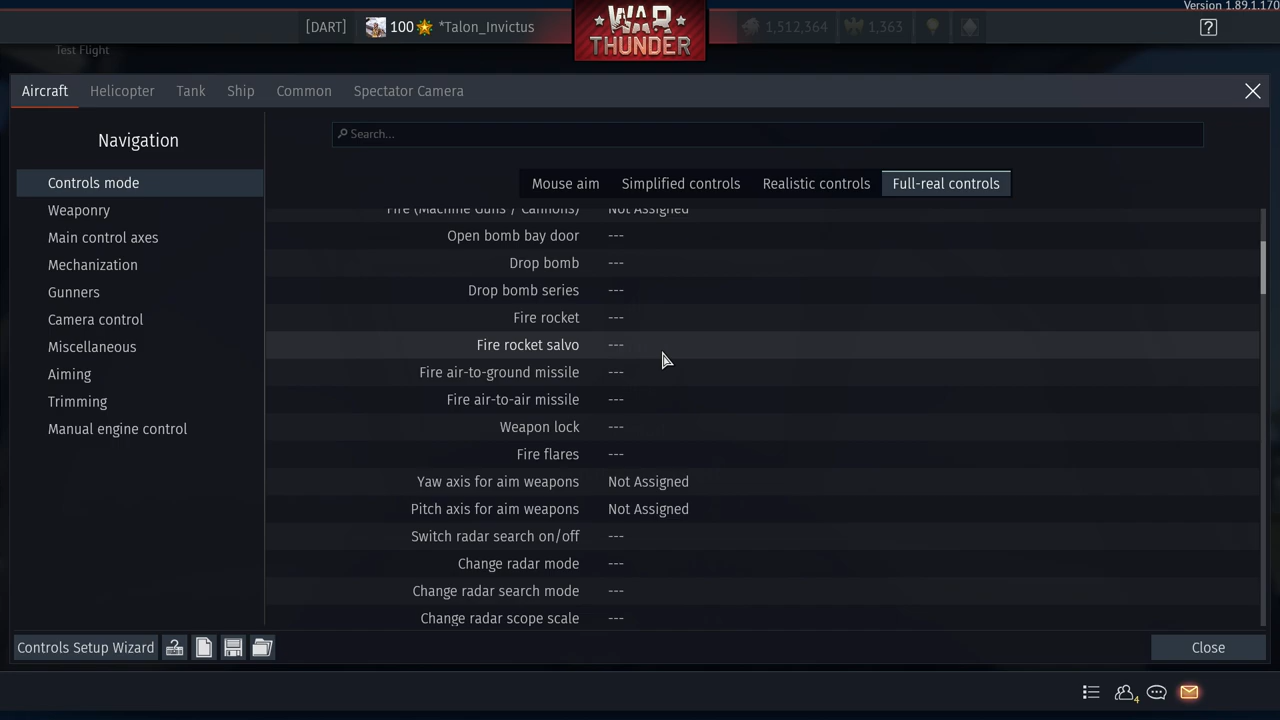 Version 1.89.1.170
[DART] 100 *Talon_Invictus
WAR
THUNDER
1,512,364 1,363
?
Test Flight
Aircraft Helicopter Tank Ship Common Spectator Camera
Navigation
Search...
Controls mode
Weaponry
Main control axes
Mechanization
Gunners
Camera control
Miscellaneous
Aiming
Trimming
Manual engine control
Mouse aim Simplified controls Realistic controls Full-real controls
Fire (Machine Guns / Cannons) Not Assigned
Open bomb bay door ---
Drop bomb ---
Drop bomb series ---
Fire rocket ---
Fire rocket salvo ---
Fire air-to-ground missile ---
Fire air-to-air missile ---
Weapon lock ---
Fire flares ---
Yaw axis for aim weapons Not Assigned
Pitch axis for aim weapons Not Assigned
Switch radar search on/off ---
Change radar mode ---
Change radar search mode ---
Change radar scope scale ---
Controls Setup Wizard ?
Close
4